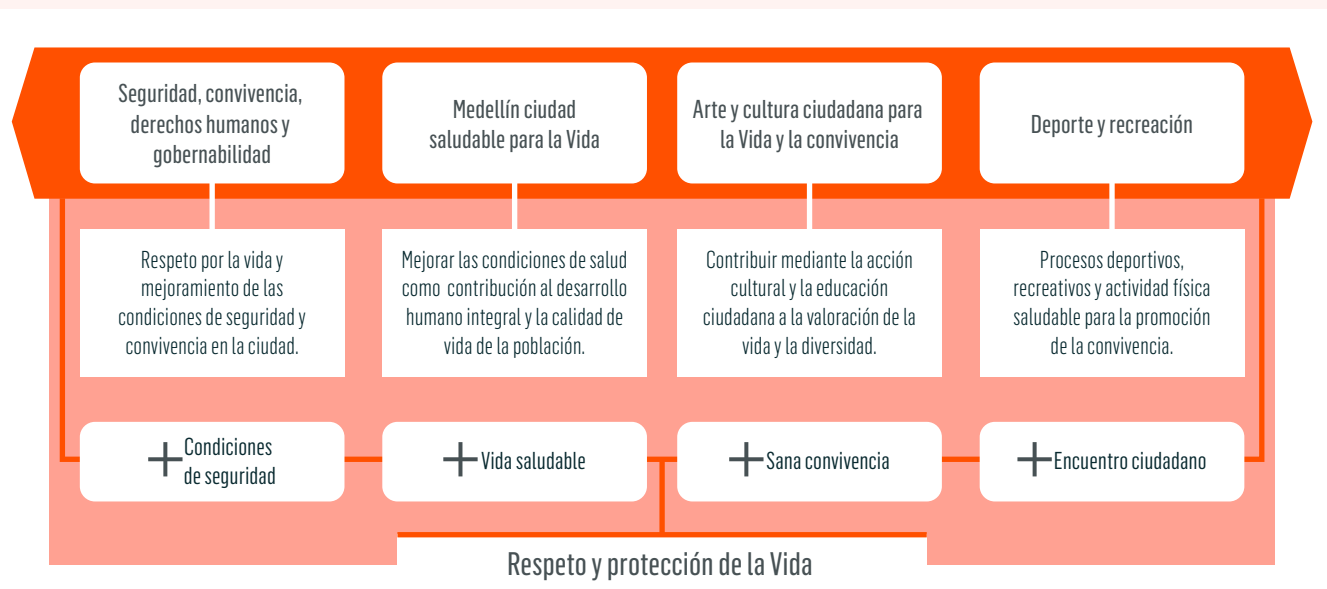 Seguridad, convivencia,
derechos humanos y
gobernabilidad
Medellín ciudad
saludable para la Vida
Arte y cultura ciudadana para
la Vida y la convivencia
Deporte y recreación
Respeto por la vida y
mejoramiento de las
condiciones de seguridad y
convivencia en la ciudad.
Mejorar las condiciones de salud
como contribución al desarrollo
humano integral y la calidad de
vida de la población.
Contribuir mediante la acción
cultural y la educación
ciudadana a la valoración de la
vida y la diversidad.
Procesos deportivos,
recreativos y actividad física
saludable para la promoción
de la convivencia.
+ Condiciones
de seguridad
+ Vida saludable
+ Sana convivencia
+ Encuentro ciudadano
Respeto y protección de la Vida